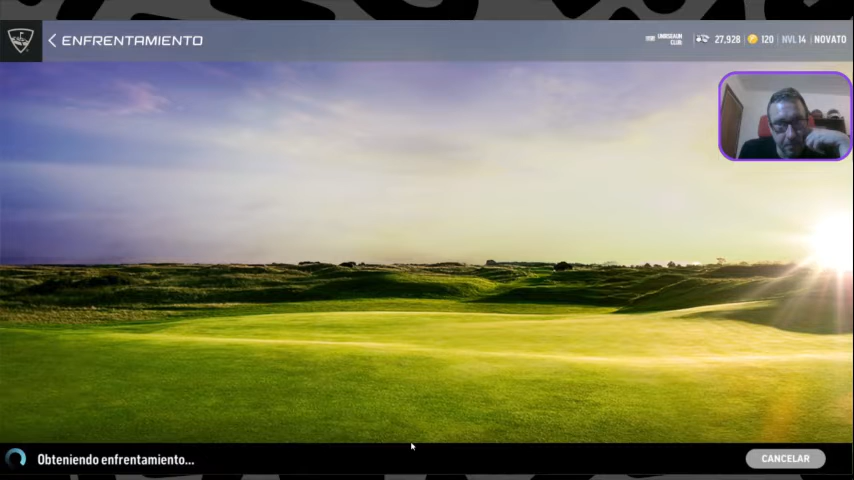 ENFRENTAMIENTO
27,928
120
NVL 14
NOVATO
Obteniendo enfrentamiento...
CANCELAR